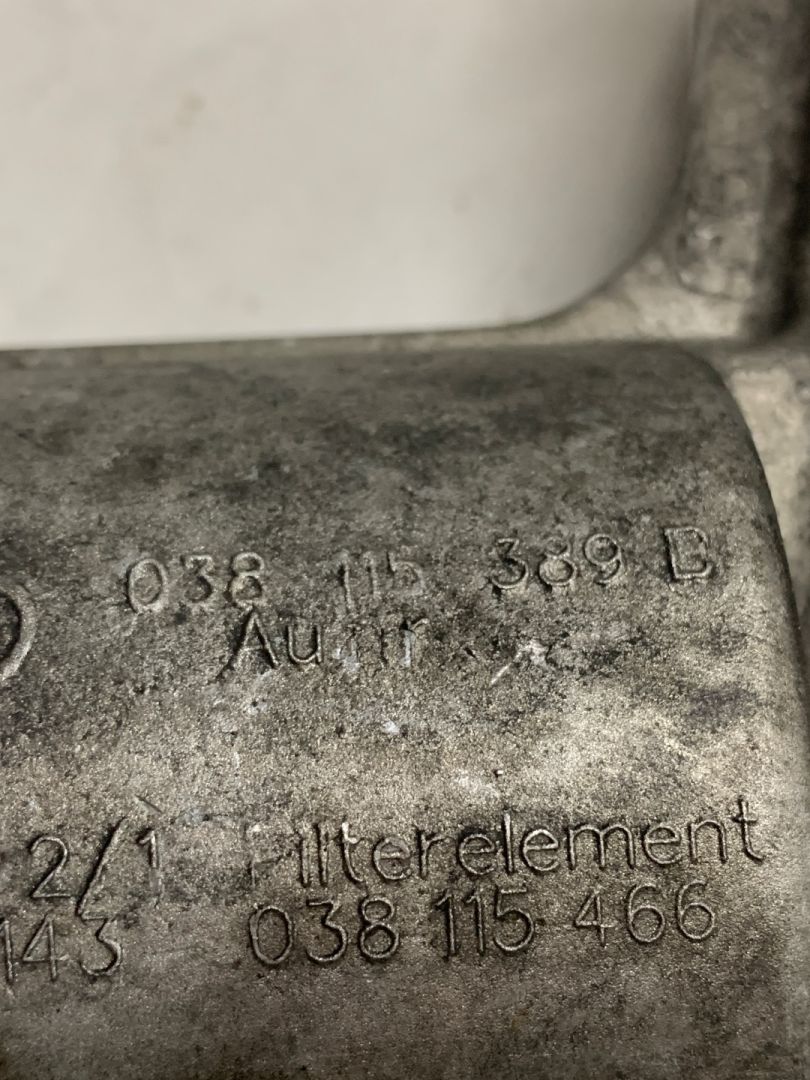 038 115 389 B
2/1 Filterelement
143 038 115 466